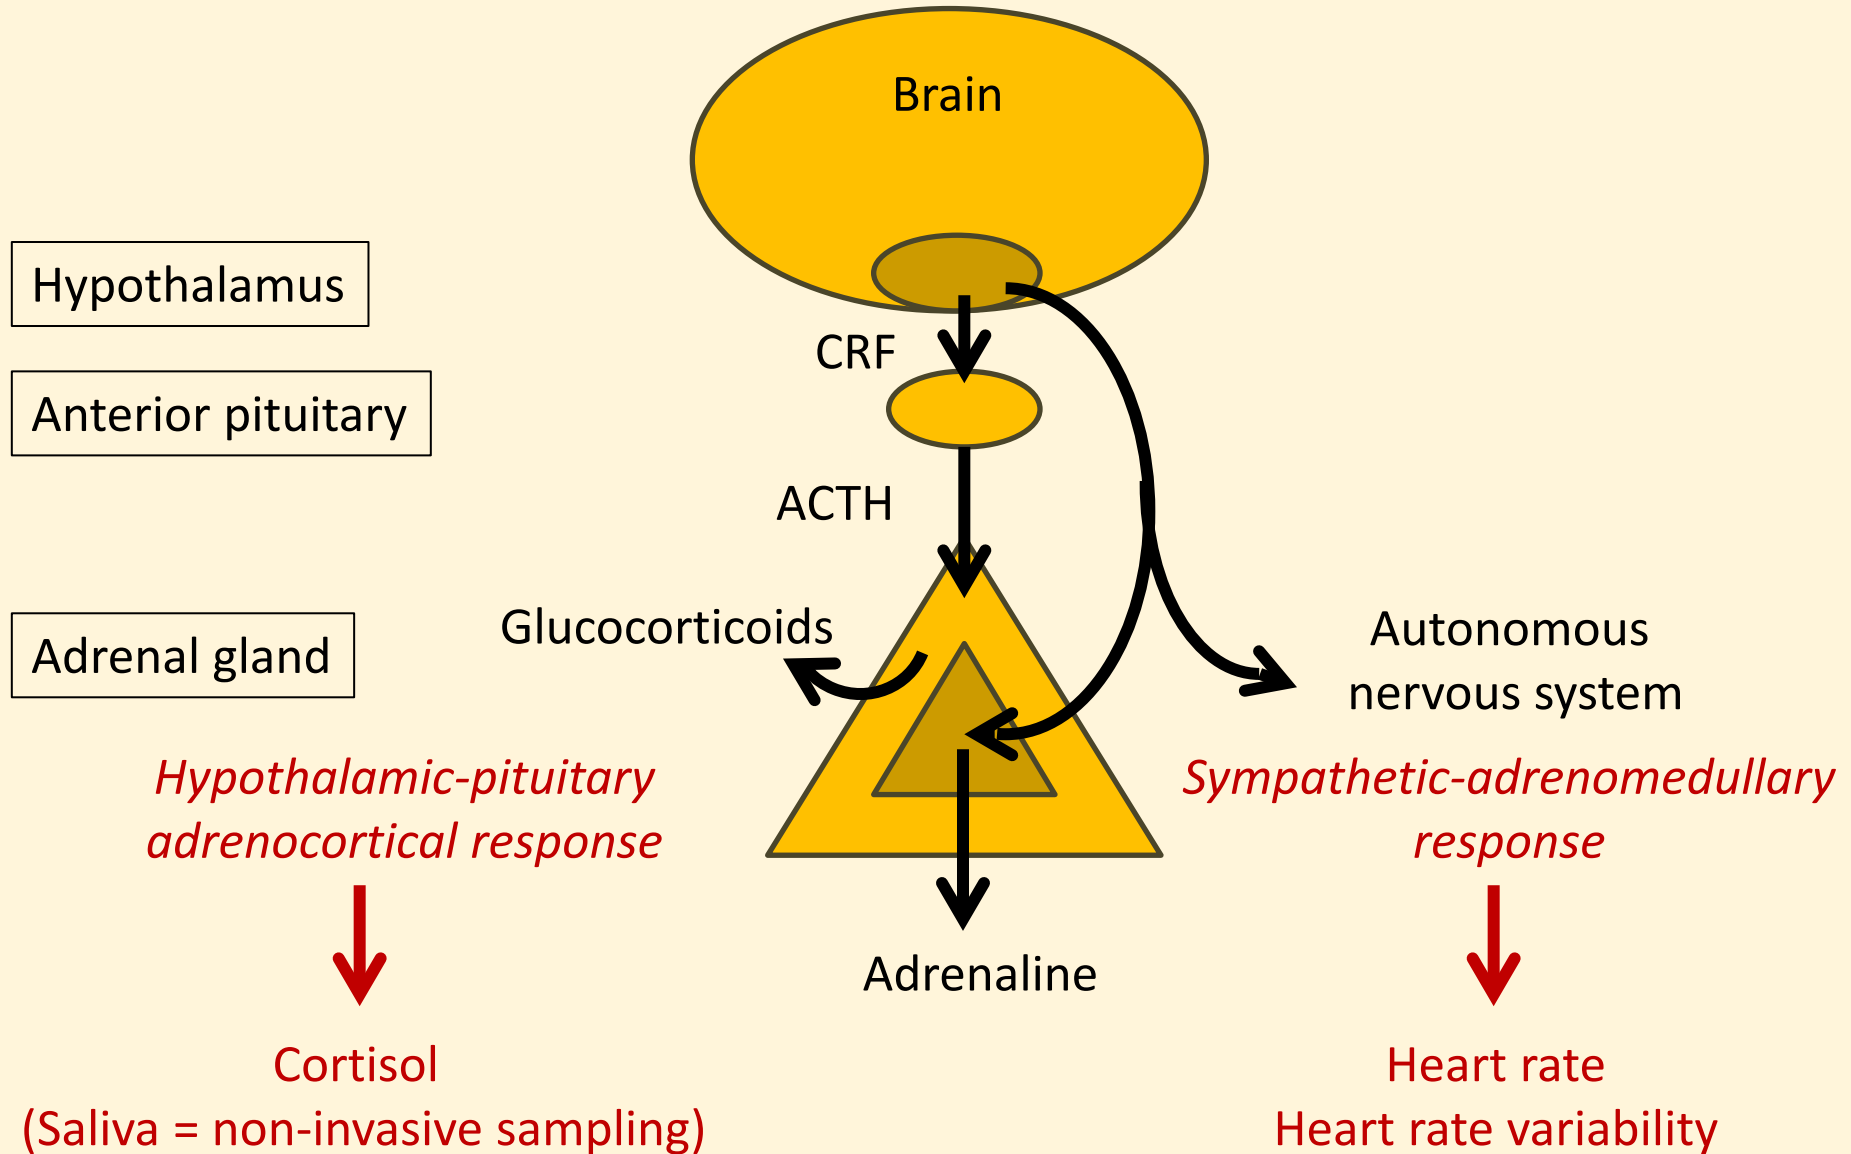 Brain
Hypothalamus
CRF
Anterior pituitary
ACTH
Glucocorticoids
Adrenal gland
Autonomous
nervous system
Hypothalamic-pituitary
adrenocortical response
Sympathetic-adrenomedullary
response
Adrenaline
Cortisol
(Saliva = non-invasive sampling)
Heart rate
Heart rate variability